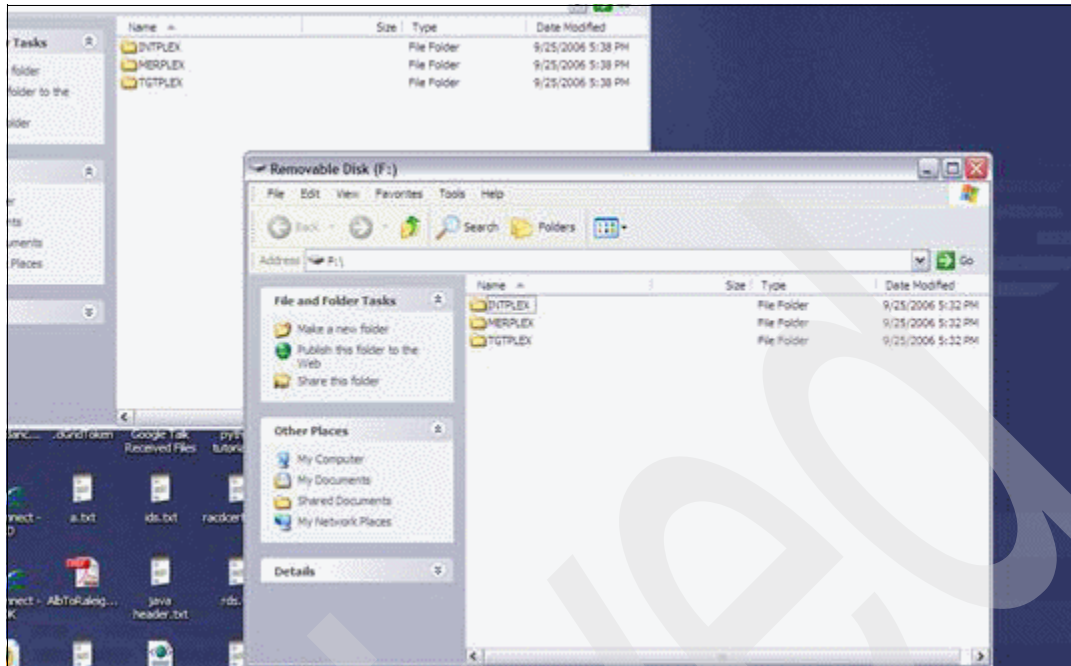 Name Size Type Date Modified
Tasks
INTPLEX File Folder 9/25/2006 5:38 PM
MERPLEX File Folder 9/25/2006 5:38 PM
TGTPLEX File Folder 9/25/2006 5:38 PM
folder
folder to the
Places
Removable Disk (F:)
File Edit View Favorites Tools Help
Back Search Folders
Address F:\ Go
Name Size Type Date Modified
File and Folder Tasks
INTPLEX File Folder 9/25/2006 5:32 PM
MERPLEX File Folder 9/25/2006 5:32 PM
TGTPLEX File Folder 9/25/2006 5:32 PM
Make a new folder
Publish this folder to the
Web
Share this folder
Other Places
My Computer
My Documents
Shared Documents
My Network Places
Details
Google Talk
Received Files
a.txt
ids.txt
AlbToRaleig...
java
header.txt